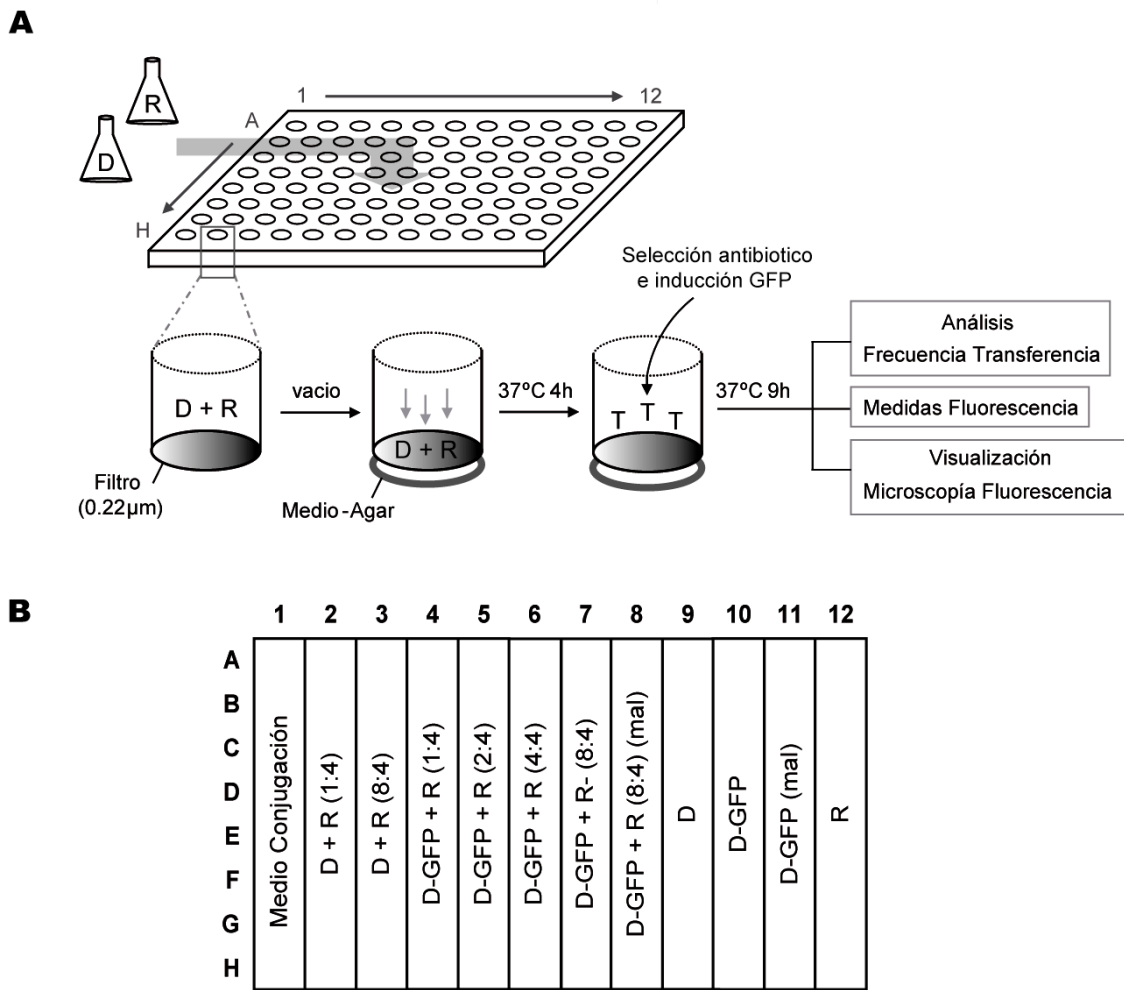 A
R
D
1
12
A
H
Selección antibiotico
e inducción GFP
D + R
vacio
D + R
37ºC 4h
T T T
37ºC 9h
Filtro
(0.22µm)
Medio-Agar
Análisis
Frecuencia Transferencia
Medidas Fluorescencia
Visualización
Microscopía Fluorescencia
B
1 2 3 4 5 6 7 8 9 10 11 12
A
B
C
D
E
F
G
H
Medio Conjugación
D + R (1:4)
D + R (8:4)
D-GFP + R (1:4)
D-GFP + R (2:4)
D-GFP + R (4:4)
D-GFP + R- (8:4)
D-GFP + R (8:4) (mal)
D
D-GFP
D-GFP (mal)
R